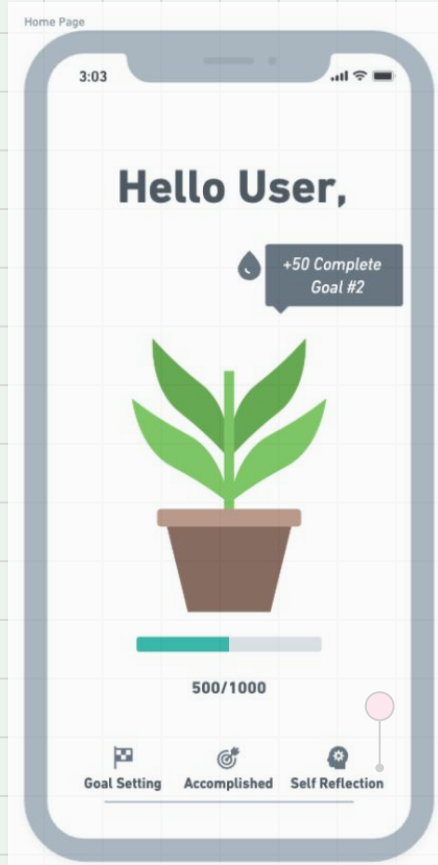 Home Page
3:03
Hello User,
+50 Complete
Goal #2
500/1000
Goal Setting
Accomplished
Self Reflection